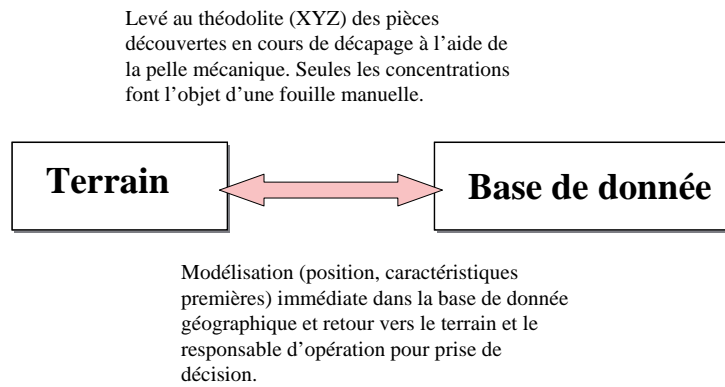 Levé au théodolite (XYZ) des pièces
découvertes en cours de décapage à l’aide de
la pelle mécanique. Seules les concentrations
font l’objet d’une fouille manuelle.
Terrain
Base de donnée
Modélisation (position, caractéristiques
premières) immédiate dans la base de donnée
géographique et retour vers le terrain et le
responsable d’opération pour prise de
décision.